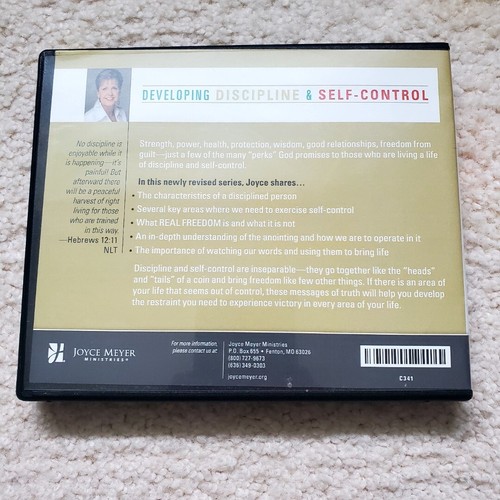 DEVELOPING DISCIPLINE & SELF-CONTROL
No discipline is
enjoyable while it
is happening—it's
painful! But
afterward there
will be a peaceful
harvest of right
living for those
who are trained
in this way.
—Hebrews 12:11
NLT
Strength, power, health, protection, wisdom, good relationships, freedom from
guilt—just a few of the many "perks" God promises to those who are living a life
of discipline and self-control.
In this newly revised series, Joyce shares...
• The characteristics of a disciplined person
• Several key areas where we need to exercise self-control
• What REAL FREEDOM is and what it is not
• An in-depth understanding of the anointing and how we are to operate in it
• The importance of watching our words and using them to bring life
Discipline and self-control are inseparable—they go together like the "heads"
and "tails" of a coin and bring freedom like few other things. If there is an area of
your life that seems out of control, these messages of truth will help you develop
the restraint you need to experience victory in every area of your life.
JOYCE MEYER
MINISTRIES®
For more information,
please contact us at:
Joyce Meyer Ministries
P.O. Box 655 • Fenton, MO 63026
(800) 727-9673
(636) 349-0303
joycemeyer.org
C341